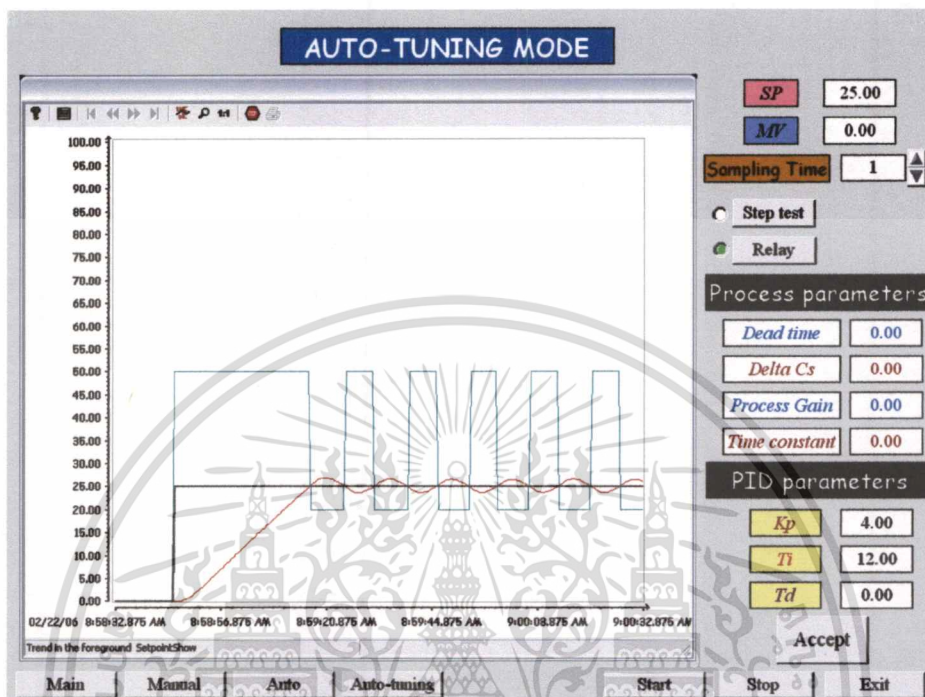 AUTO-TUNING MODE
SP 25.00
MV 0.00
Sampling Time 1
Step test
Relay
Process parameters
Dead time 0.00
Delta Cs 0.00
Process Gain 0.00
Time constant 0.00
PID parameters
Kp 4.00
Ti 12.00
Td 0.00
Accept
1:1
100.00
95.00
90.00
85.00
80.00
75.00
70.00
65.00
60.00
55.00
50.00
45.00
40.00
35.00
30.00
25.00
20.00
15.00
10.00
5.00
0.00
02/22/06 8:58:32.875 AM 8:58:56.875 AM 8:59:20.875 AM 8:59:44.875 AM 9:00:08.875 AM 9:00:32.875 AM
Trend in the foreground SetpointShow
Main Manual Auto Auto-tuning Start Stop Exit